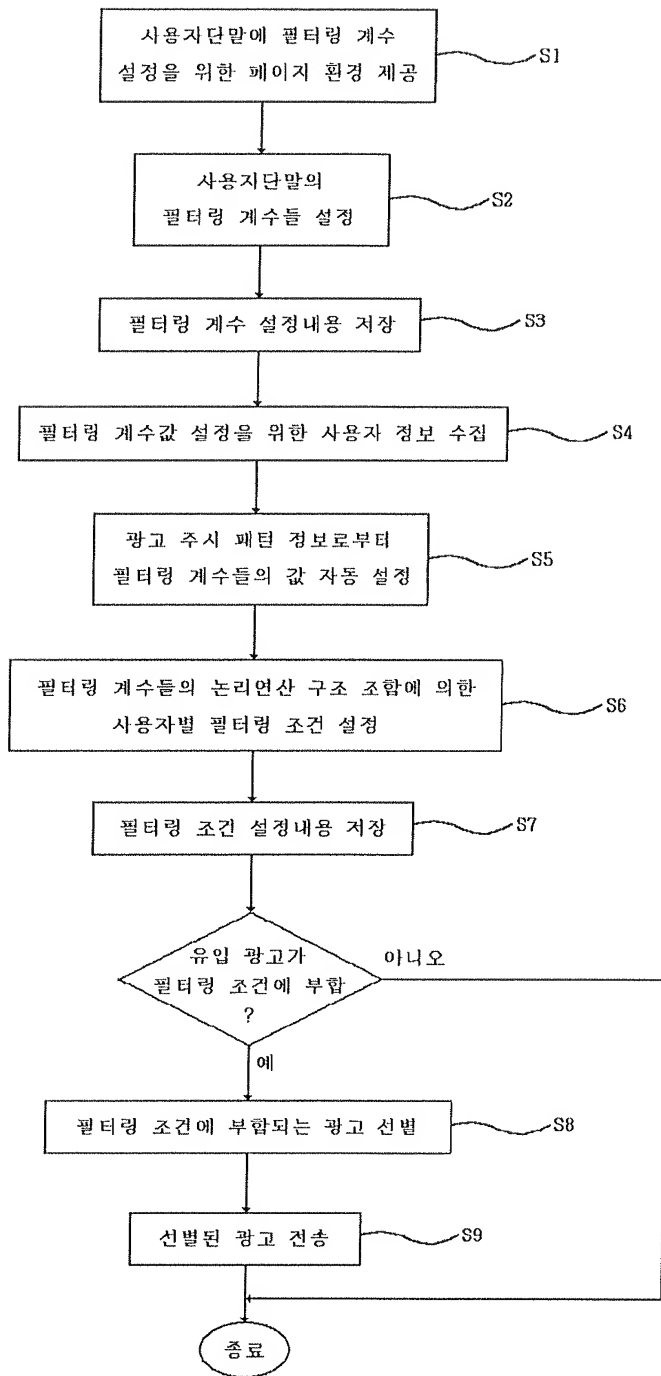 사용자단말에 필터링 계수
설정을 위한 페이지 환경 제공
S1
사용자단말의
필터링 계수들 설정
S2
필터링 계수 설정내용 저장
S3
필터링 계수값 설정을 위한 사용자 정보 수집
S4
광고 주시 패턴 정보로부터
필터링 계수들의 값 자동 설정
S5
필터링 계수들의 논리연산 구조 조합에 의한
사용자별 필터링 조건 설정
S6
필터링 조건 설정내용 저장
S7
유입 광고가
필터링 조건에 부합
?
아니오
예
필터링 조건에 부합되는 광고 선별
S8
선별된 광고 전송
S9
종료